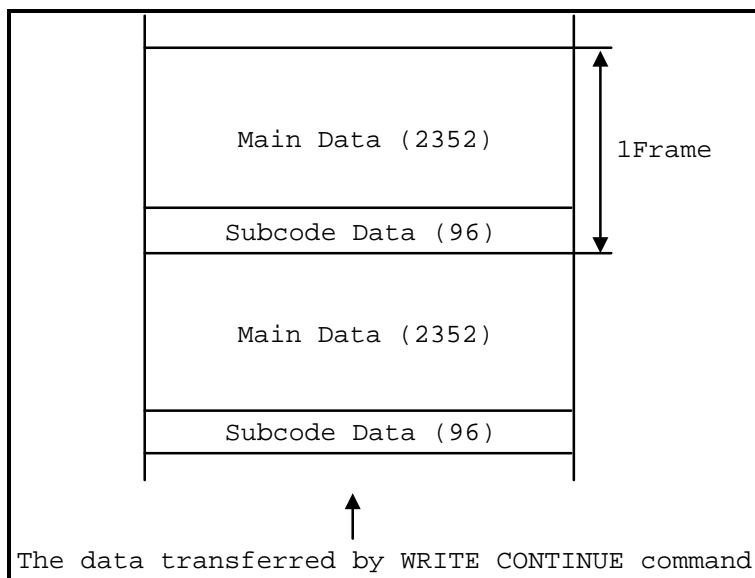 Main Data (2352)
1Frame
Subcode Data (96)
Main Data (2352)
Subcode Data (96)
The data transferred by WRITE CONTINUE command